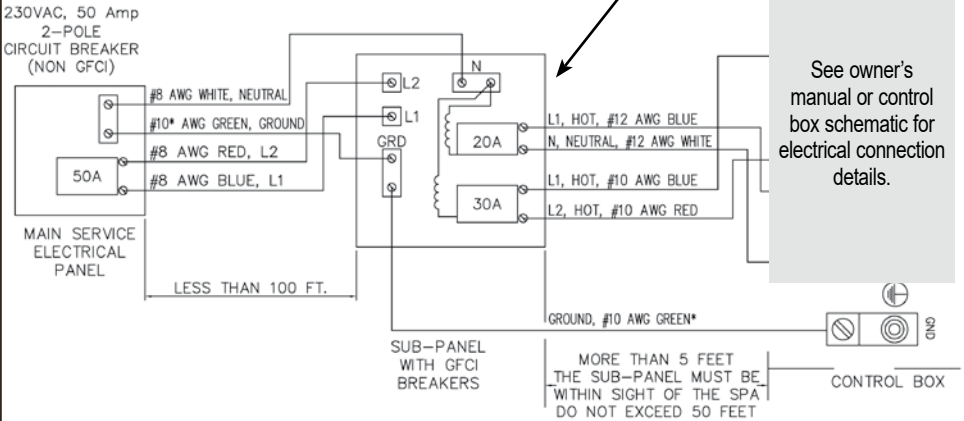 230VAC, 50 Amp
2-POLE
CIRCUIT BREAKER
(NON GFCI)
#8 AWG WHITE, NEUTRAL
#10* AWG GREEN, GROUND
#8 AWG RED, L2
#8 AWG BLUE, L1
50A
MAIN SERVICE
ELECTRICAL
PANEL
LESS THAN 100 FT.
N
L2
L1
GRD
20A
30A
L1, HOT, #12 AWG BLUE
N, NEUTRAL, #12 AWG WHITE
L1, HOT, #10 AWG BLUE
L2, HOT, #10 AWG RED
See owner's
manual or control
box schematic for
electrical connection
details.
GROUND, #10 AWG GREEN*
GND
SUB-PANEL
WITH GFCI
BREAKERS
MORE THAN 5 FEET
THE SUB-PANEL MUST BE
WITHIN SIGHT OF THE SPA
DO NOT EXCEED 50 FEET
CONTROL BOX